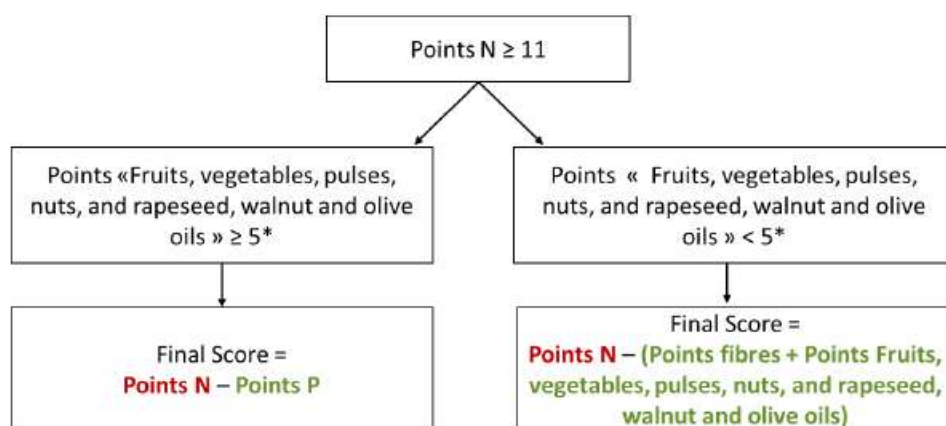 Points N ≥ 11
Points «Fruits, vegetables, pulses,
nuts, and rapeseed, walnut and olive
oils » ≥ 5*
Points « Fruits, vegetables, pulses,
nuts, and rapeseed, walnut and olive
oils » < 5*
Final Score =
Points N – Points P
Final Score =
Points N – (Points fibres + Points Fruits,
vegetables, pulses, nuts, and rapeseed,
walnut and olive oils)